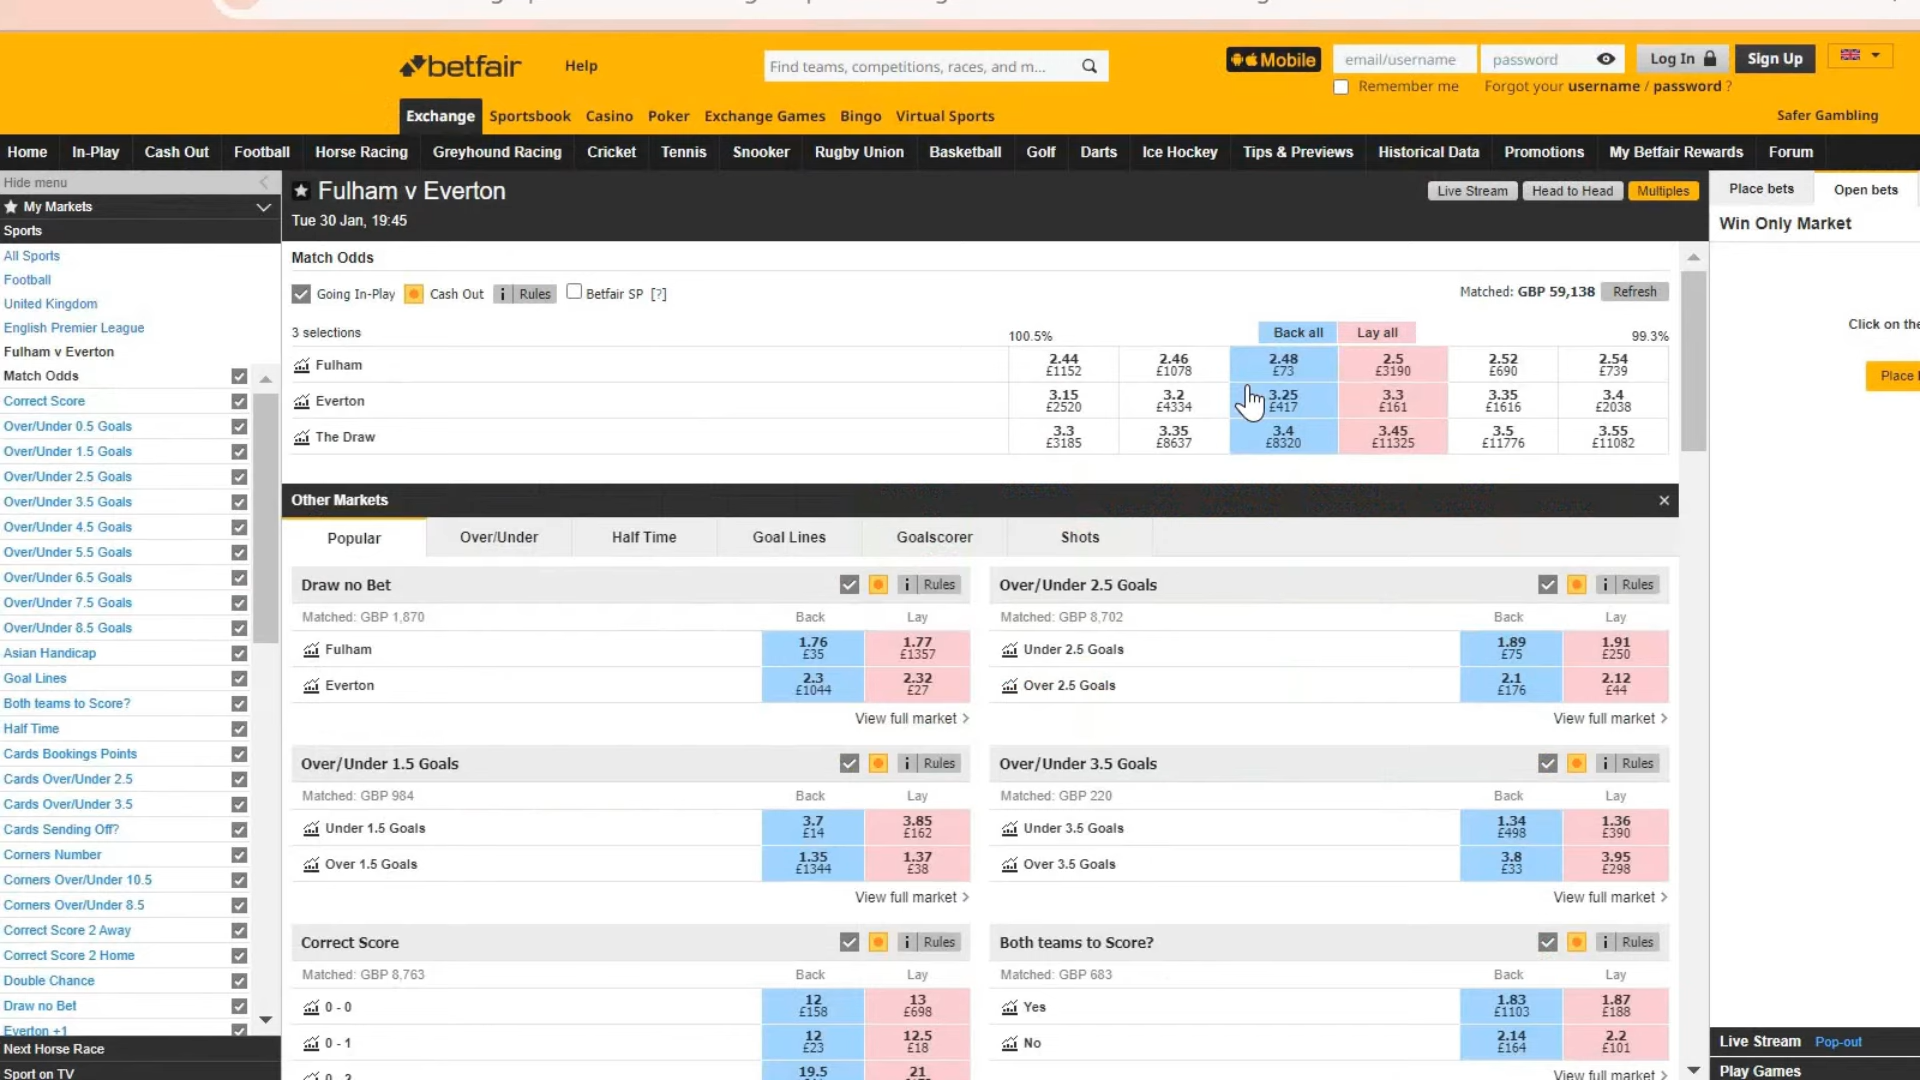 betfair
Help
Find teams, competitions, races, and m...
Mobile
email/username
password
Log In
Sign Up
Remember me
Forgot your username / password ?
Exchange Sportsbook Casino Poker Exchange Games Bingo Virtual Sports
Safer Gambling
Home In-Play Cash Out Football Horse Racing Greyhound Racing Cricket Tennis Snooker Rugby Union Basketball Golf Darts Ice Hockey Tips & Previews Historical Data Promotions My Betfair Rewards Forum
Hide menu
My Markets
Sports
All Sports
Football
United Kingdom
English Premier League
Fulham v Everton
Match Odds
Correct Score
Over/Under 0.5 Goals
Over/Under 1.5 Goals
Over/Under 2.5 Goals
Over/Under 3.5 Goals
Over/Under 4.5 Goals
Over/Under 5.5 Goals
Over/Under 6.5 Goals
Over/Under 7.5 Goals
Over/Under 8.5 Goals
Asian Handicap
Goal Lines
Both teams to Score?
Half Time
Cards Bookings Points
Cards Over/Under 2.5
Cards Over/Under 3.5
Cards Sending Off?
Corners Number
Corners Over/Under 10.5
Corners Over/Under 8.5
Correct Score 2 Away
Correct Score 2 Home
Double Chance
Draw no Bet
Everton +1
Next Horse Race
Sport on TV
Fulham v Everton
Tue 30 Jan, 19:45
Live Stream Head to Head Multiples
Match Odds
Going In-Play Cash Out i Rules Betfair SP [?]
Matched: GBP 59,138 Refresh
3 selections 100.5% Back all Lay all 99.3%
Fulham 2.44 2.46 2.48 2.5 2.52 2.54
£1152 £1078 £73 £3190 £690 £739
Everton 3.15 3.2 3.25 3.3 3.35 3.4
£2520 £4334 £417 £161 £1616 £2038
The Draw 3.3 3.35 3.4 3.45 3.5 3.55
£3185 £8637 £8320 £11325 £11776 £11082
Other Markets
Popular Over/Under Half Time Goal Lines Goalscorer Shots
Draw no Bet i Rules
Matched: GBP 1,870 Back Lay
Fulham 1.76 1.77
£35 £1357
Everton 2.3 2.32
£1044 £27
View full market
Over/Under 2.5 Goals i Rules
Matched: GBP 8,702 Back Lay
Under 2.5 Goals 1.89 1.91
£75 £250
Over 2.5 Goals 2.1 2.12
£176 £44
View full market
Over/Under 1.5 Goals i Rules
Matched: GBP 984 Back Lay
Under 1.5 Goals 3.7 3.85
£14 £162
Over 1.5 Goals 1.35 1.37
£1344 £38
View full market
Over/Under 3.5 Goals i Rules
Matched: GBP 220 Back Lay
Under 3.5 Goals 1.34 1.36
£498 £390
Over 3.5 Goals 3.8 3.95
£33 £298
View full market
Correct Score i Rules
Matched: GBP 8,763 Back Lay
0 - 0 12 13
£158 £698
0 - 1 12 12.5
£23 £18
0 - 2 19.5 21
Both teams to Score? i Rules
Matched: GBP 683 Back Lay
Yes 1.83 1.87
£1103 £188
No 2.14 2.2
£164 £101
View full market
Place bets Open bets
Win Only Market
Click on the
Place
Live Stream Pop-out
Play Games